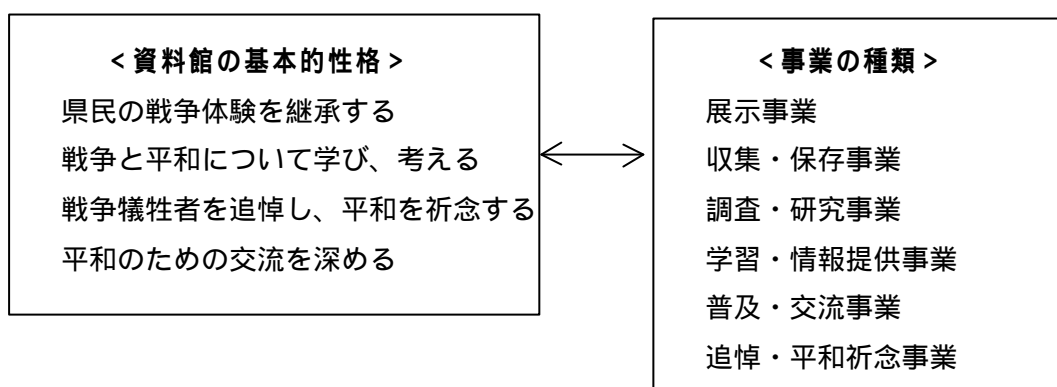 <資料館の基本的性格>
県民の戦争体験を継承する
戦争と平和について学び、考える
戦争犠牲者を追悼し、平和を祈念する
平和のための交流を深める
<事業の種類>
展示事業
収集・保存事業
調査・研究事業
学習・情報提供事業
普及・交流事業
追悼・平和祈念事業